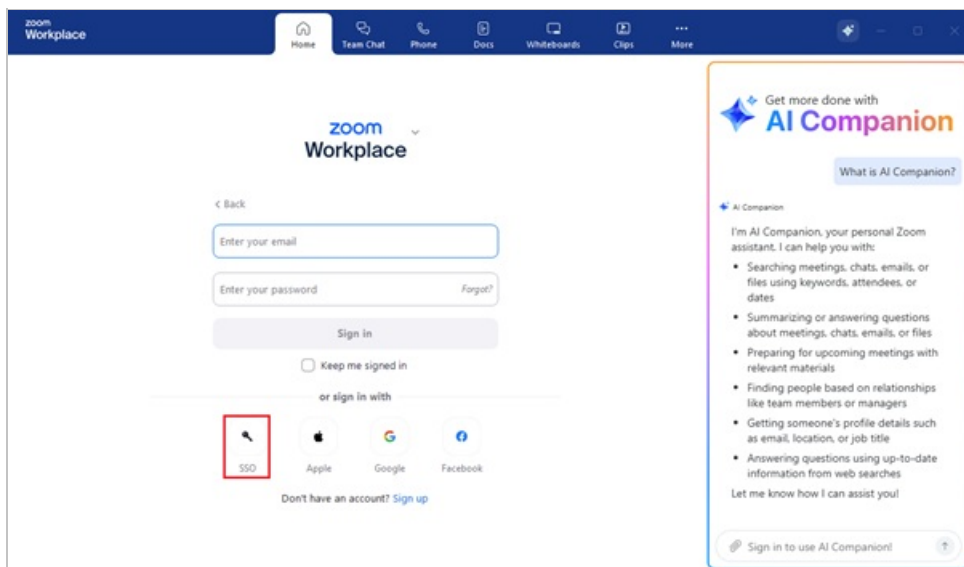 zoom
Workplace
Home
Team Chat
Phone
Docs
Whiteboards
Clips
More
zoom
Workplace
< Back
Enter your email
Enter your password
Forgot?
Sign in
Keep me signed in
or sign in with
SSO
Apple
Google
Facebook
Don't have an account? Sign up
Get more done with
AI Companion
What is AI Companion?
AI Companion
I'm AI Companion, your personal Zoom
assistant. I can help you with:
• Searching meetings, chats, emails, or
files using keywords, attendees, or
dates
• Summarizing or answering questions
about meetings, chats, emails, or files
• Preparing for upcoming meetings with
relevant materials
• Finding people based on relationships
like team members or managers
• Getting someone's profile details such
as email, location, or job title
• Answering questions using up-to-date
information from web searches
Let me know how I can assist you!
Sign in to use AI Companion!